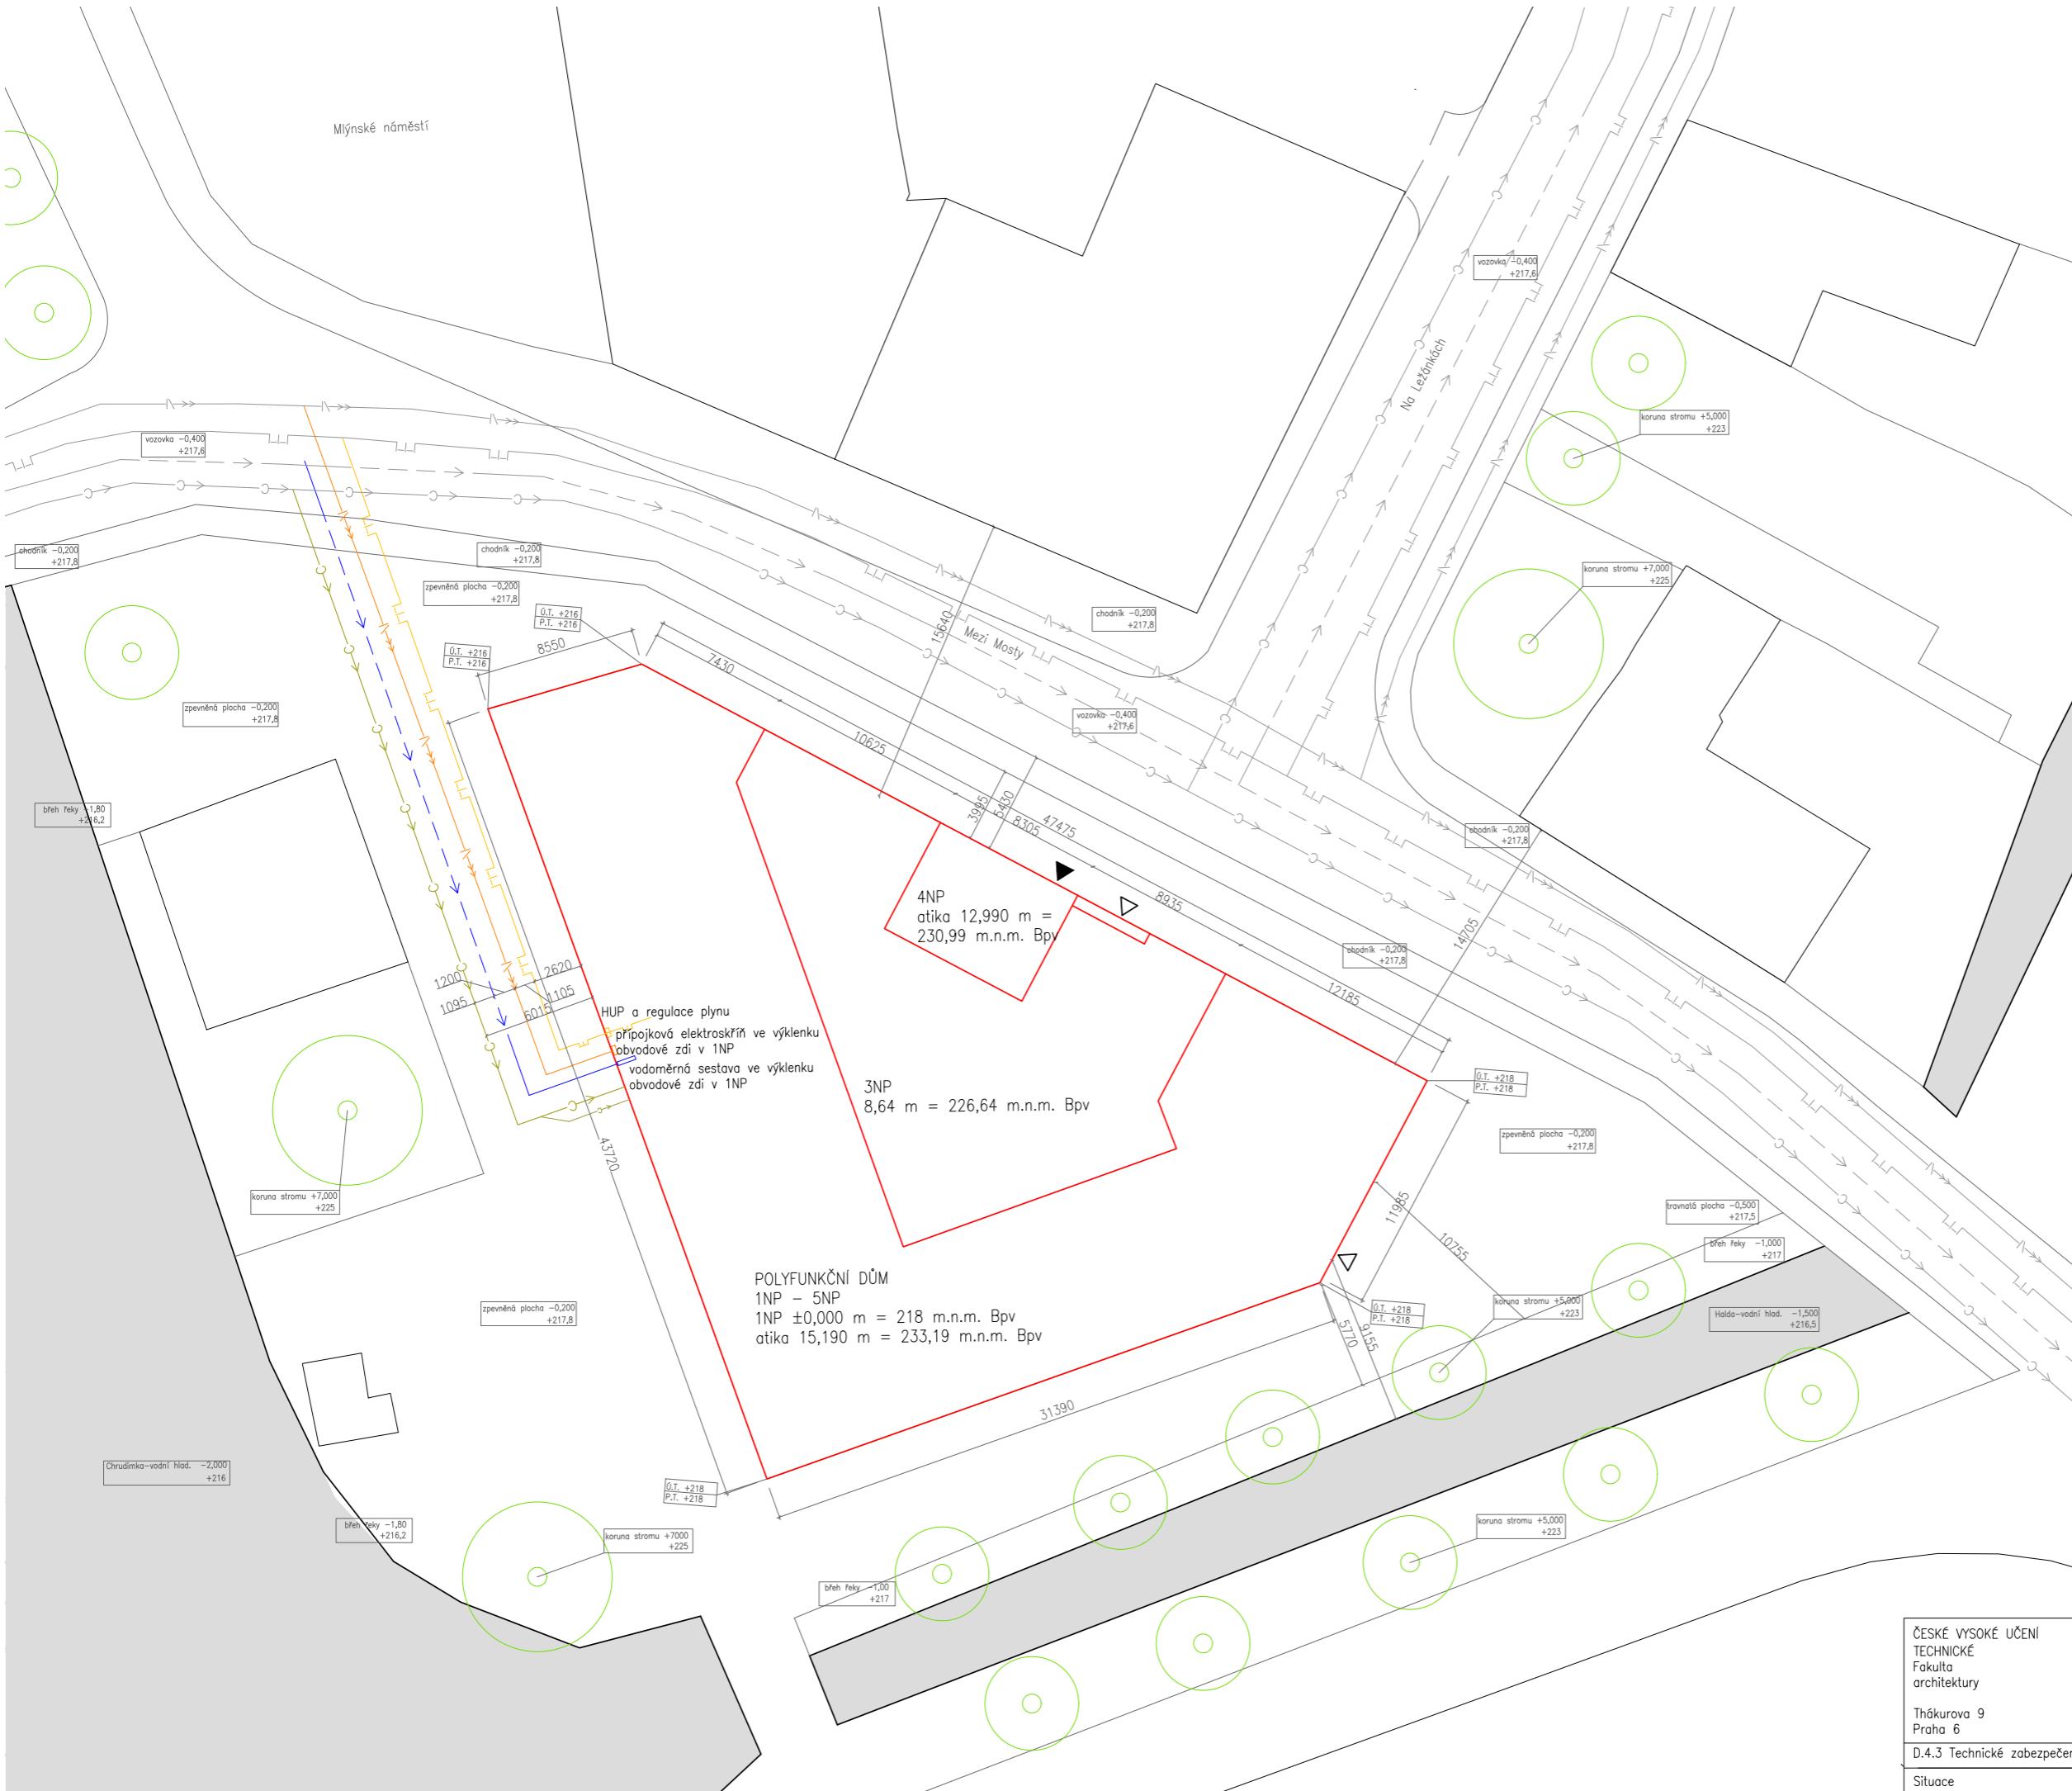 Mlýnské náměstí
vozovka -0,400
+217,6
Na Ležánkách
koruna stromu +5,000
+223
vozovka -0,400
+217,6
chodník -0,200
+217,8
chodník -0,200
+217,8
zpevněná plocha -0,200
+217,8
koruna stromu +7,000
+225
Ú.T. +216
P.T. +216
chodník -0,200
+217,8
15640
Mezi Mosty
8550
7430
Ú.T. +216
P.T. +216
zpevněná plocha -0,200
+217,8
vozovka -0,400
+217,6
10625
břeh řeky -1,80
+216,2
3995
5430
8305
47475
chodník -0,200
+217,8
4NP
atika 12,990 m =
230,99 m.n.m. Bpv
8935
14705
chodník -0,200
+217,8
1200
2620
1095
1105
6015
12185
HUP a regulace plynu
přípojková elektroskříň ve výklenku
obvodové zdi v 1NP
vodoměrná sestava ve výklenku
obvodové zdi v 1NP
3NP
8,64 m = 226,64 m.n.m. Bpv
Ú.T. +218
P.T. +218
43720
zpevněná plocha -0,200
+217,8
koruna stromu +7,000
+225
11985
travnatá plocha -0,500
+217,5
10755
břeh řeky -1,000
+217
POLYFUNKČNÍ DŮM
1NP - 5NP
1NP ±0,000 m = 218 m.n.m. Bpv
atika 15,190 m = 233,19 m.n.m. Bpv
zpevněná plocha -0,200
+217,8
Ú.T. +218
P.T. +218
koruna stromu +5,000
+223
Halda-vodní hlad. -1,500
+216,5
5770
9155
31390
Chrudimka-vodní hlad. -2,000
+216
Ú.T. +218
P.T. +218
břeh řeky -1,80
+216,2
koruna stromu +7000
+225
koruna stromu +5,000
+223
břeh řeky -1,00
+217
ČESKÉ VYSOKÉ UČENÍ
TECHNICKÉ
Fakulta
architektury
Thákurova 9
Praha 6
D.4.3 Technické zabezpečen
Situace